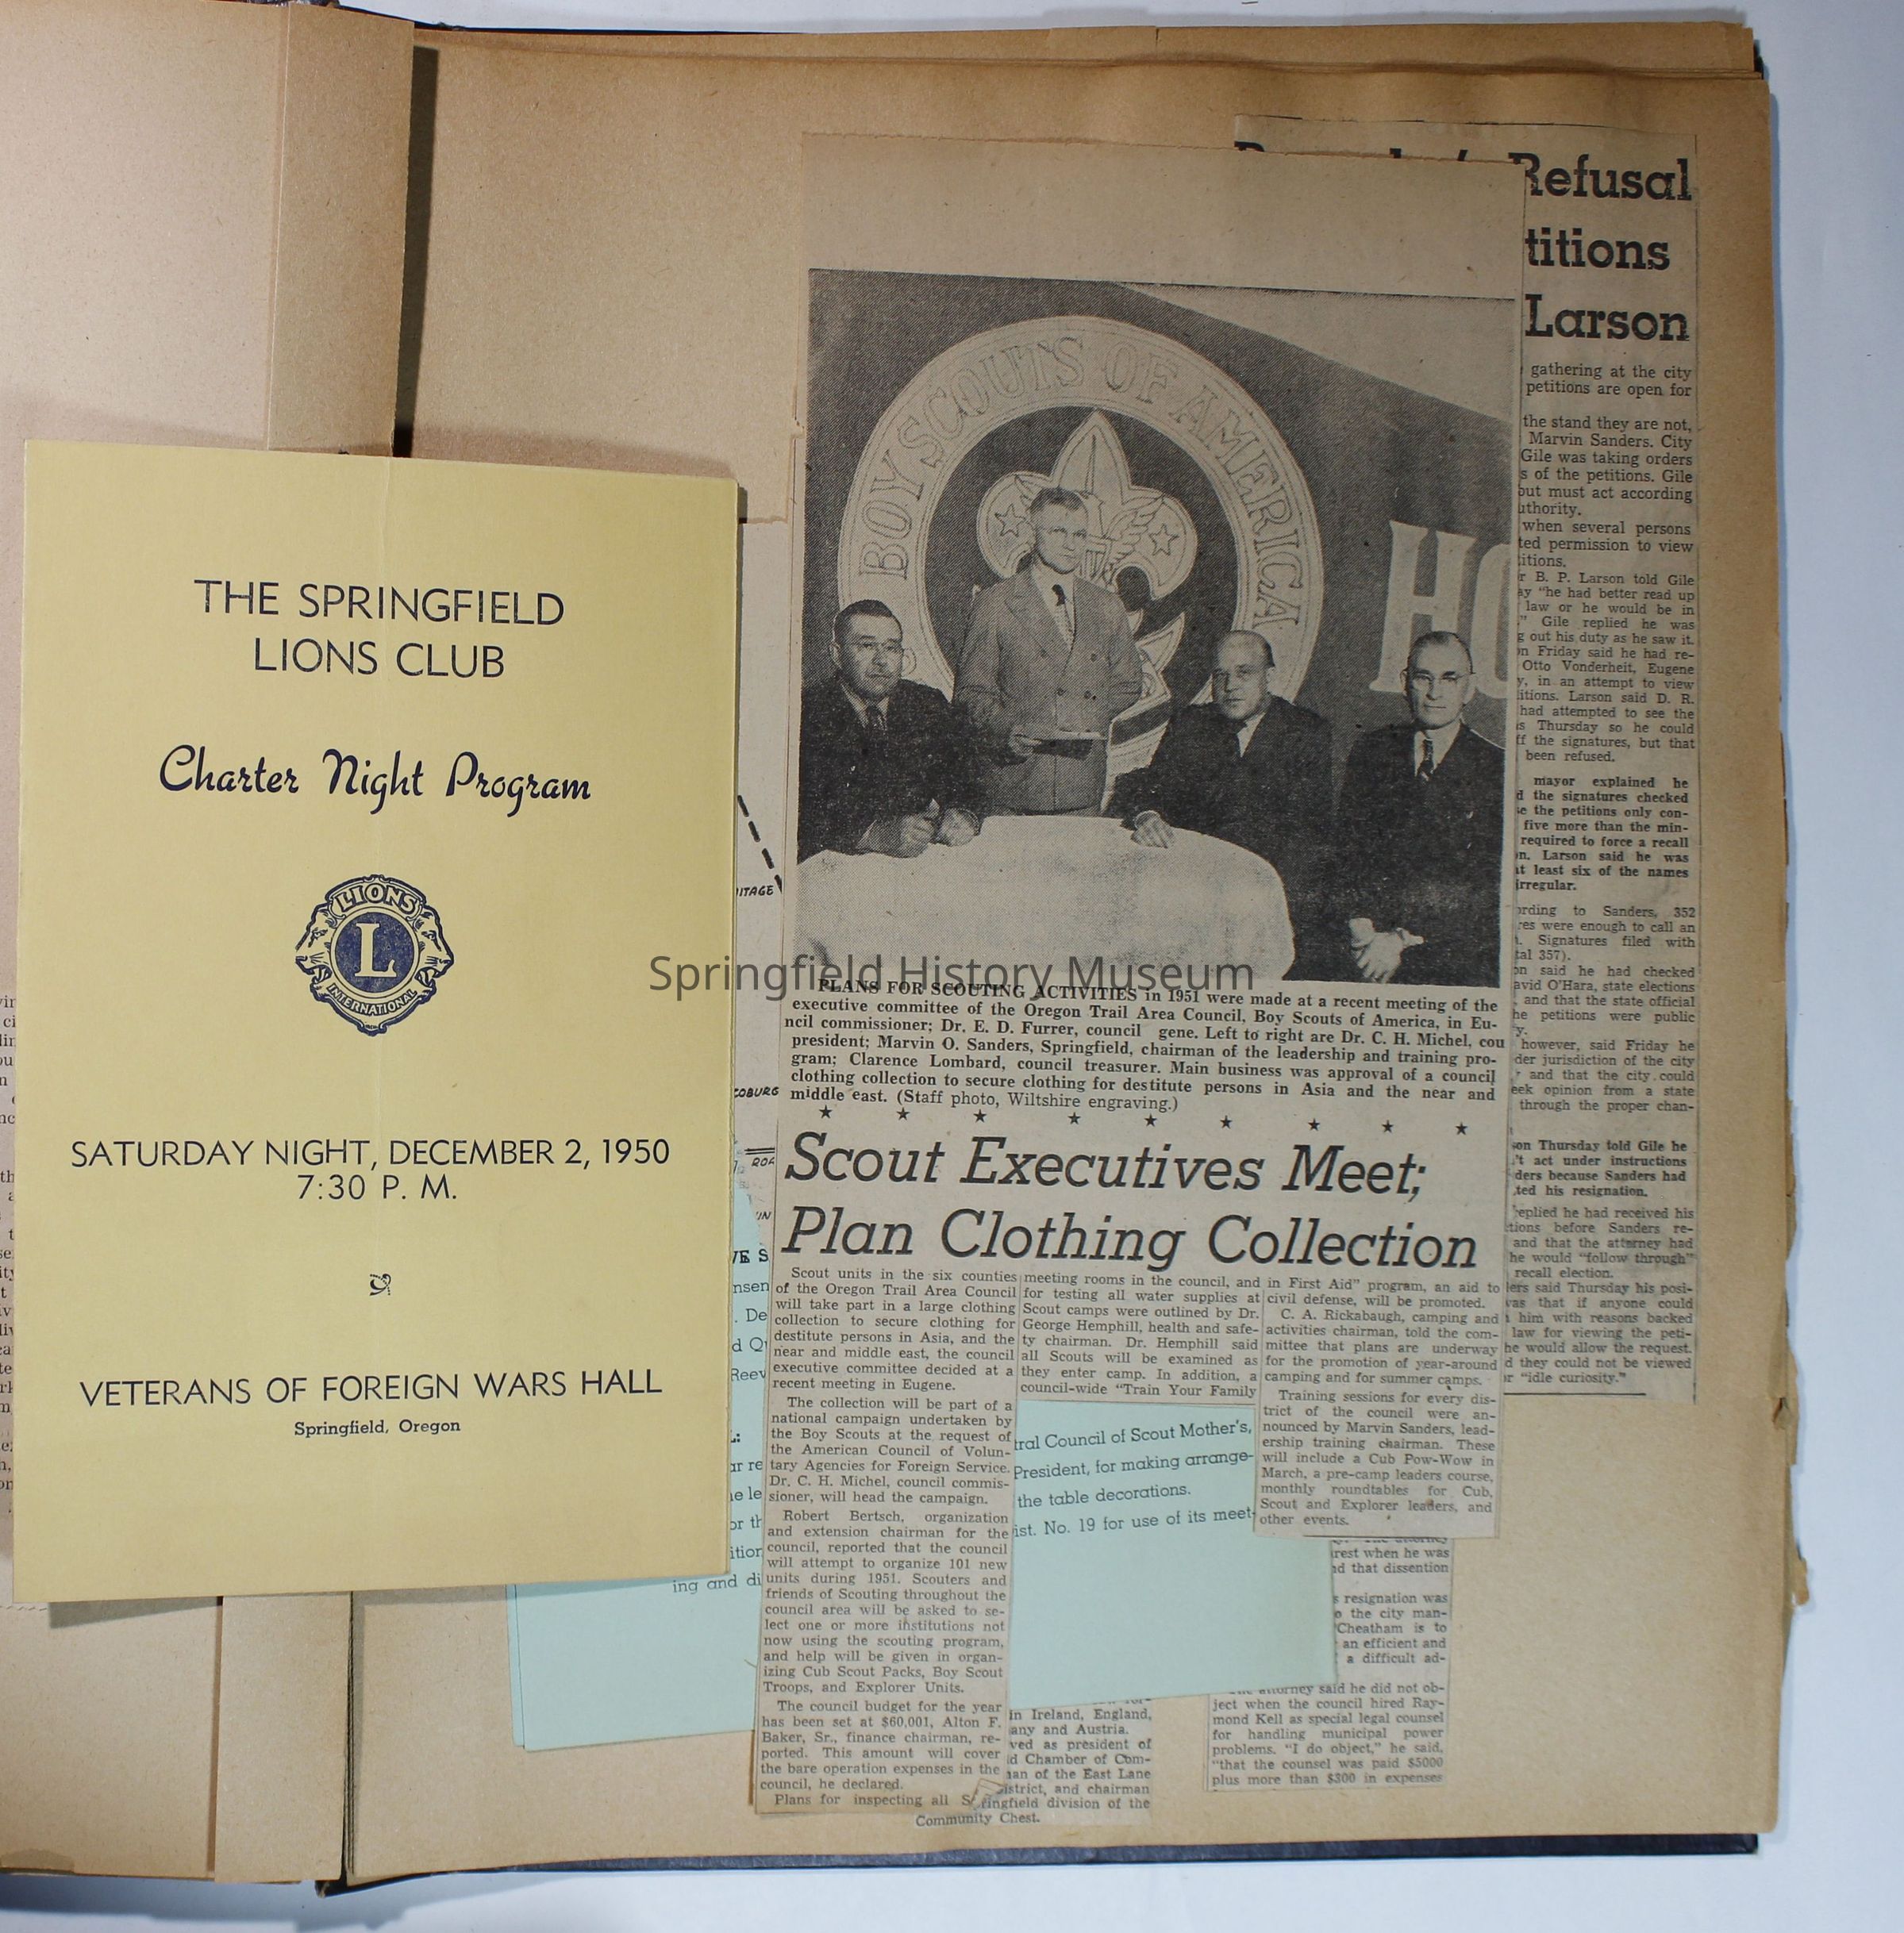 THE SPRINGFIELD
LIONS CLUB
Charter Night Program
LIONS
L
INTERNATIONAL
SATURDAY NIGHT, DECEMBER 2, 1950
7:30 P. M.
VETERANS OF FOREIGN WARS HALL
Springfield, Oregon
BOY SCOUTS OF AMERICA
Springfield History Museum
PLANS FOR SCOUTING ACTIVITIES in 1951 were made at a recent meeting of the
executive committee of the Oregon Trail Area Council, Boy Scouts of America, in Eu-
ncil commissioner; Dr. E. D. Furrer, council gene. Left to right are Dr. C. H. Michel, cou
president; Marvin O. Sanders, Springfield, chairman of the leadership and training pro-
gram; Clarence Lombard, council treasurer. Main business was approval of a council
clothing collection to secure clothing for destitute persons in Asia and the near and
middle east. (Staff photo, Wiltshire engraving.)
Scout Executives Meet;
Plan Clothing Collection
Scout units in the six counties
of the Oregon Trail Area Council
will take part in a large clothing
collection to secure clothing for
destitute persons in Asia, and the
near and middle east, the council
executive committee decided at a
recent meeting in Eugene.
The collection will be part of a
national campaign undertaken by
the Boy Scouts at the request of
the American Council of Volun-
tary Agencies for Foreign Service.
Dr. C. H. Michel, council commis-
sioner, will head the campaign.
Robert Bertsch, organization
and extension chairman for the
council, reported that the council
will attempt to organize 101 new
units during 1951. Scouters and
friends of Scouting throughout the
council area will be asked to se-
lect one or more institutions not
now using the scouting program,
and help will be given in organ-
izing Cub Scout Packs, Boy Scout
Troops, and Explorer Units.
The council budget for the year
has been set at $60,001, Alton F.
Baker, Sr., finance chairman, re-
ported. This amount will cover
the bare operation expenses in the
council, he declared.
Plans for inspecting all
meeting rooms in the council, and
for testing all water supplies at
Scout camps were outlined by Dr.
George Hemphill, health and safe-
ty chairman. Dr. Hemphill said
all Scouts will be examined as
they enter camp. In addition, a
council-wide "Train Your Family
in First Aid" program, an aid to
civil defense, will be promoted.
C. A. Rickabaugh, camping and
activities chairman, told the com-
mittee that plans are underway
for the promotion of year-around
camping and for summer camps.
Training sessions for every dis-
trict of the council were an-
nounced by Marvin Sanders, lead-
ership training chairman. These
will include a Cub Pow-Wow in
March, a pre-camp leaders course,
monthly roundtables for Cub,
Scout and Explorer leaders, and
other events.
Council of Scout Mother's,
President, for making arrange-
the table decorations.
No. 19 for use of its meet-
ing and
in Ireland, England,
and Austria.
as president of
Chamber of Com-
of the East Lane
and chairman
division of the
Community Chest.
Refusal
Larson
gathering at the city
petitions are open for
the stand they are not,
Marvin Sanders. City
Gile was taking orders
of the petitions. Gile
but must act according
when several persons
permission to view
B. P. Larson told Gile
"he had better read up
law or he would be in
" Gile replied he was
out his duty as he saw it.
Friday said he had re-
Otto Vonderheit, Eugene
in an attempt to view
Larson said D. R.
had attempted to see the
Thursday so he could
the signatures, but that
been refused.
mayor explained he
the signatures checked
the petitions only con-
five more than the min-
required to force a recall
Larson said he was
least six of the names
irregular.
to Sanders, 352
were enough to call an
Signatures filed with
357).
said he had checked
O'Hara, state elections
and that the state official
petitions were public
however, said Friday he
jurisdiction of the city
and that the city could
opinion from a state
through the proper chan-
Thursday told Gile he
act under instructions
because Sanders had
his resignation.
replied he had received his
before Sanders re-
and that the attorney had
he would "follow through"
recall election.
said Thursday his posi-
was that if anyone could
him with reasons backed
law for viewing the peti-
he would allow the request.
they could not be viewed
"idle curiosity."
when he was
that dissention
resignation was
the city man-
Cheatham is to
an efficient and
a difficult ad-
attorney said he did not ob-
ject when the council hired Ray-
mond Kell as special legal counsel
for handling municipal power
problems. "I do object," he said,
"that the counsel was paid $5000
plus more than $300 in expenses